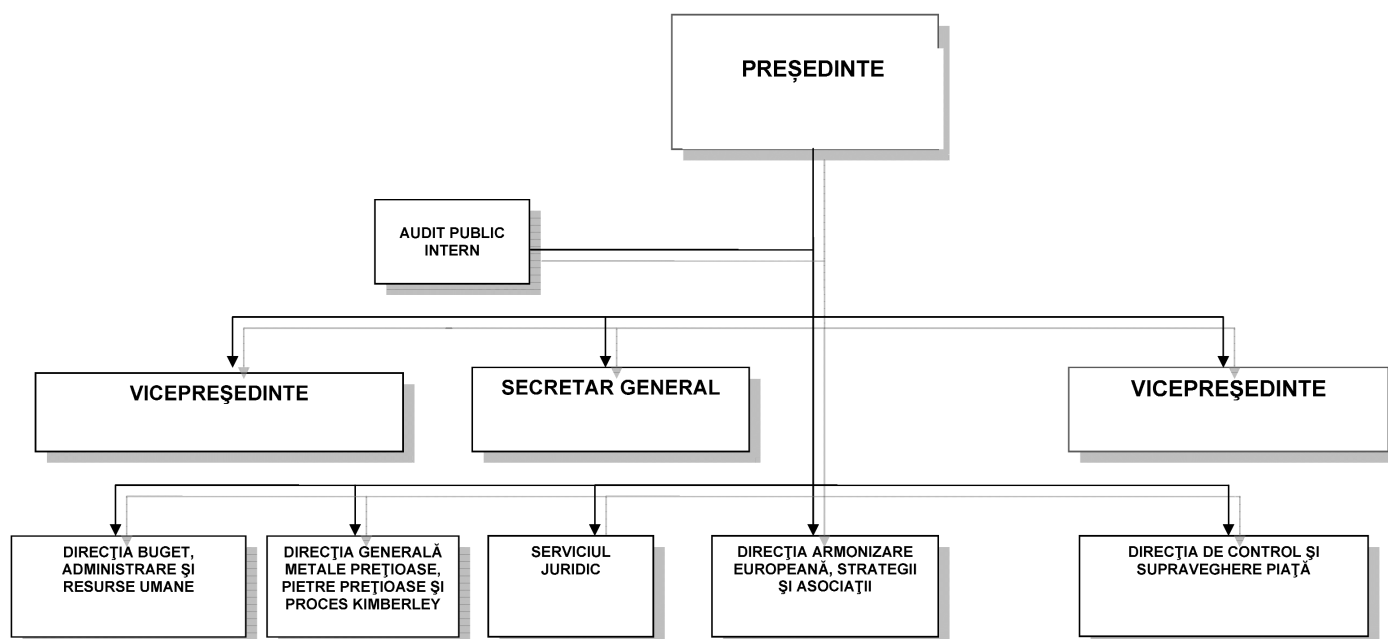 PREȘEDINTE
AUDIT PUBLIC
INTERN
VICEPREŞEDINTE
SECRETAR GENERAL
VICEPREŞEDINTE
DIRECŢIA BUGET,
ADMINISTRARE ŞI
RESURSE UMANE
DIRECŢIA GENERALĂ
METALE PREŢIOASE,
PIETRE PREŢIOASE ŞI
PROCES KIMBERLEY
SERVICIUL
JURIDIC
DIRECŢIA ARMONIZARE
EUROPEANĂ, STRATEGII
ŞI ASOCIAŢII
DIRECŢIA DE CONTROL ŞI
SUPRAVEGHERE PIAŢĂ